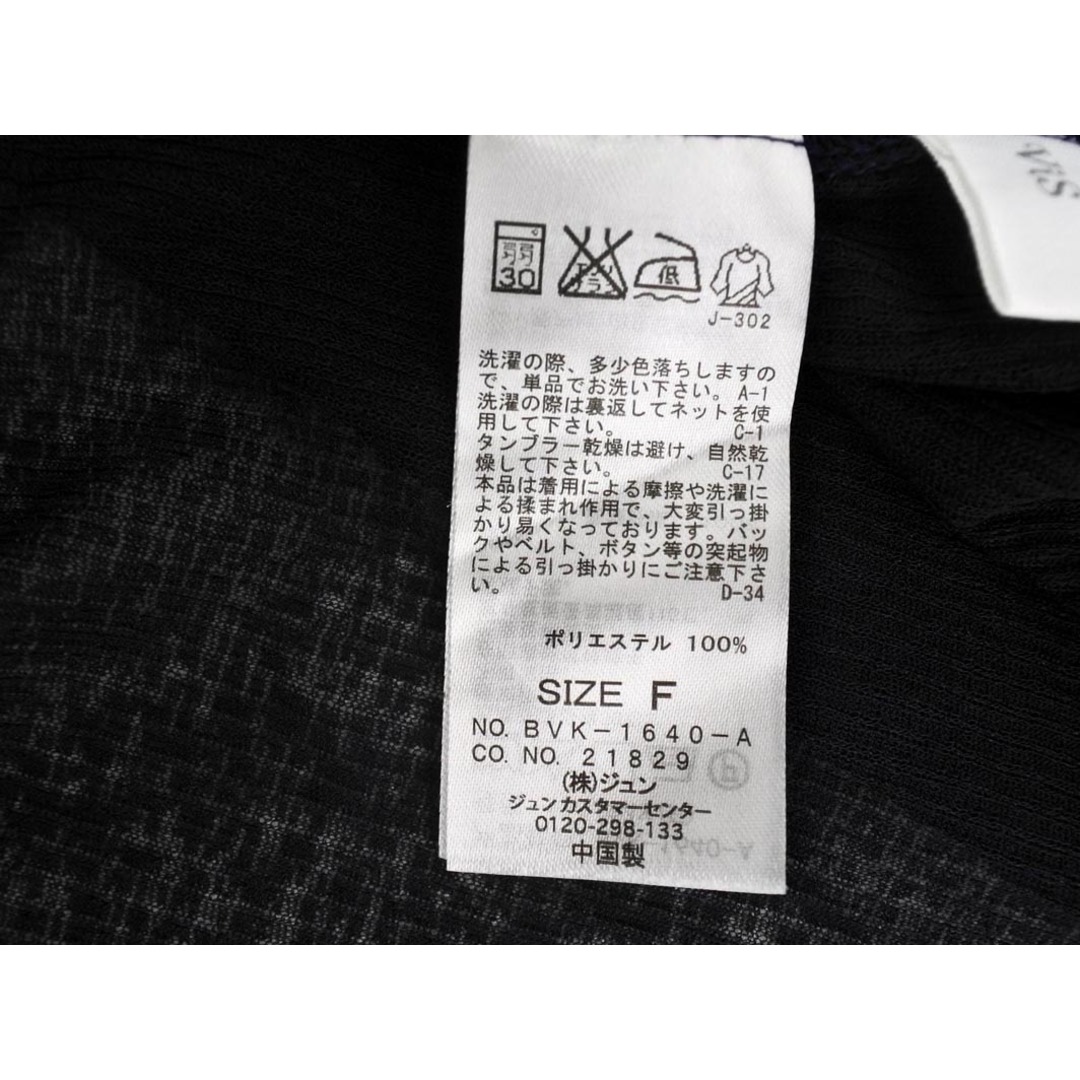 ViS
弱
30
エンソ
サラシ
低
J-302
洗濯の際、多少色落ちしますの
で、単品でお洗い下さい。 A-1
洗濯の際は裏返してネットを使
用して下さい。 C-1
タンブラー乾燥は避け、自然乾
燥して下さい。 C-17
本品は着用による摩擦や洗濯に
よる揉まれ作用で、大変引っ掛
かり易くなっております。バッ
クやベルト、ボタン等の突起物
による引っ掛かりにご注意下さ
い。 D-34
ポリエステル 100%
SIZE F
NO. BVK-1640-A
CO. NO. 21829
(株)ジュン
ジュンカスタマーセンター
0120-298-133
中国製